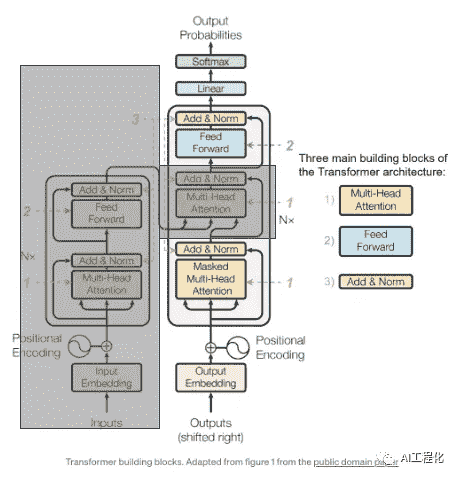 Output
Probabilities
Softmax
Linear
Add & Norm
Feed
Forward
3
2
Add & Norm
Multi-Head
Attention
1
N×
Add & Norm
Masked
Multi-Head
Attention
1
Add & Norm
Feed
Forward
2
N×
Add & Norm
Multi-Head
Attention
1
Positional
Encoding
Positional
Encoding
Input
Embedding
Output
Embedding
Inputs
Outputs
(shifted right)
Three main building blocks of
the Transformer architecture:
1)
Multi-Head
Attention
2)
Feed
Forward
3)
Add & Norm
Transformer building blocks. Adapted from figure 1 from the public domain
AI工程化